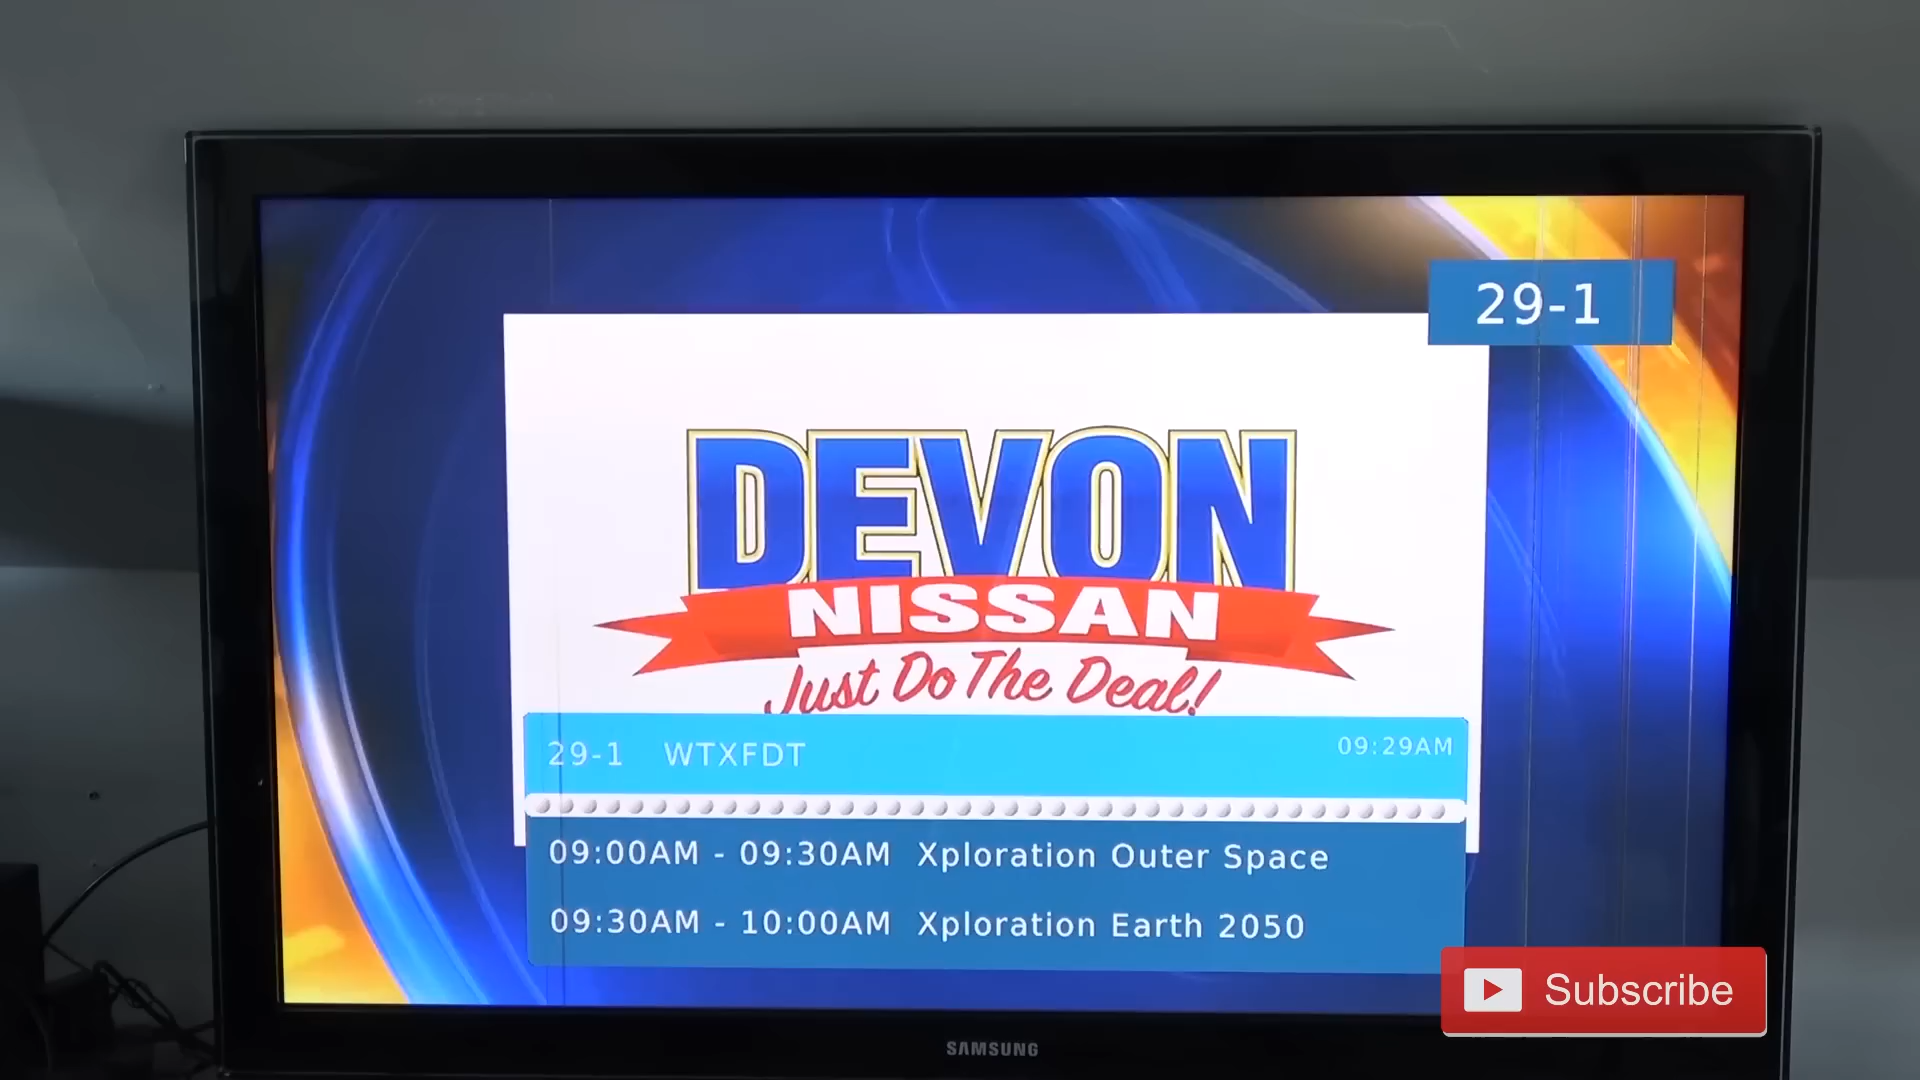 29-1
DEVON
NISSAN
Just Do The Deal!
29-1 WTXFDT 09:29AM
09:00AM - 09:30AM Xploration Outer Space
09:30AM - 10:00AM Xploration Earth 2050
Subscribe
SAMSUNG